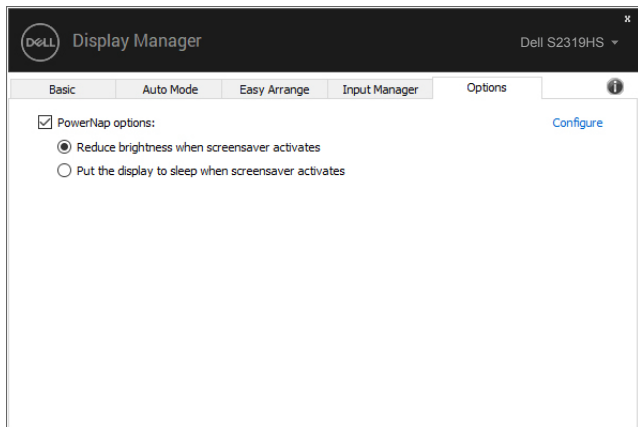 x
DELL Display Manager Dell S2319HS
Basic Auto Mode Easy Arrange Input Manager Options i
PowerNap options: Configure
Reduce brightness when screensaver activates
Put the display to sleep when screensaver activates